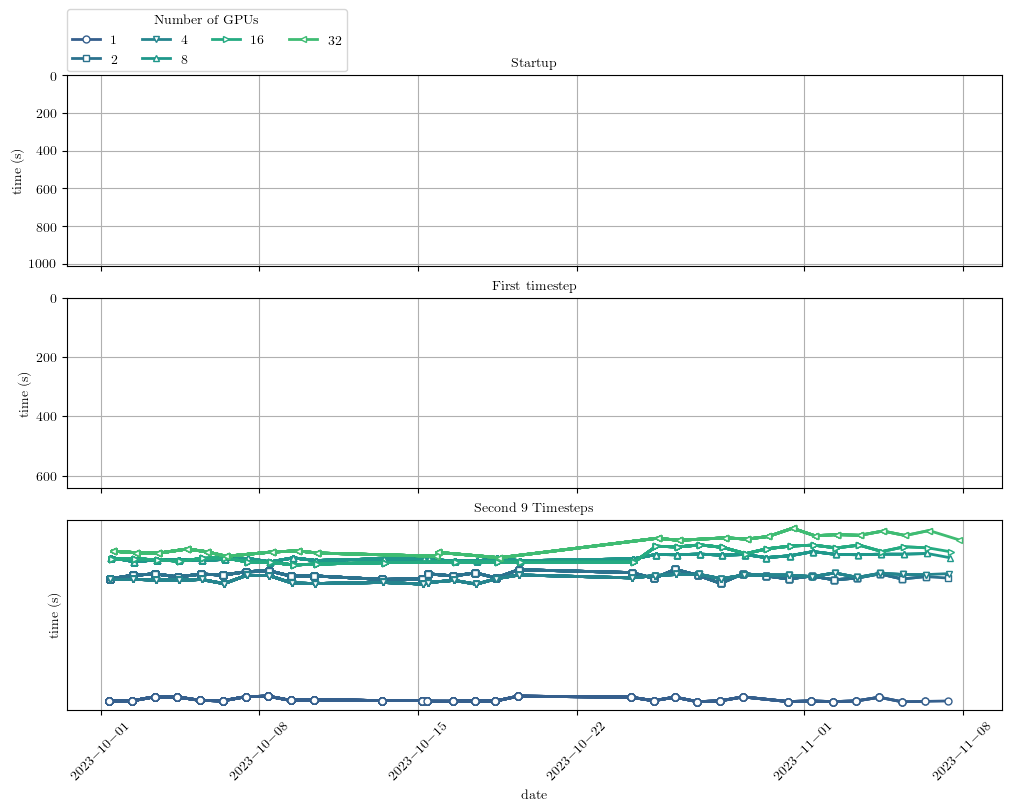 Number of GPUs
1 4 16 32
2 8
Startup
time (s)
0
200
400
600
800
1000
First timestep
time (s)
0
200
400
600
Second 9 Timesteps
time (s)
2023−10−01 2023−10−08 2023−10−15 2023−10−22 2023−11−01 2023−11−08
date